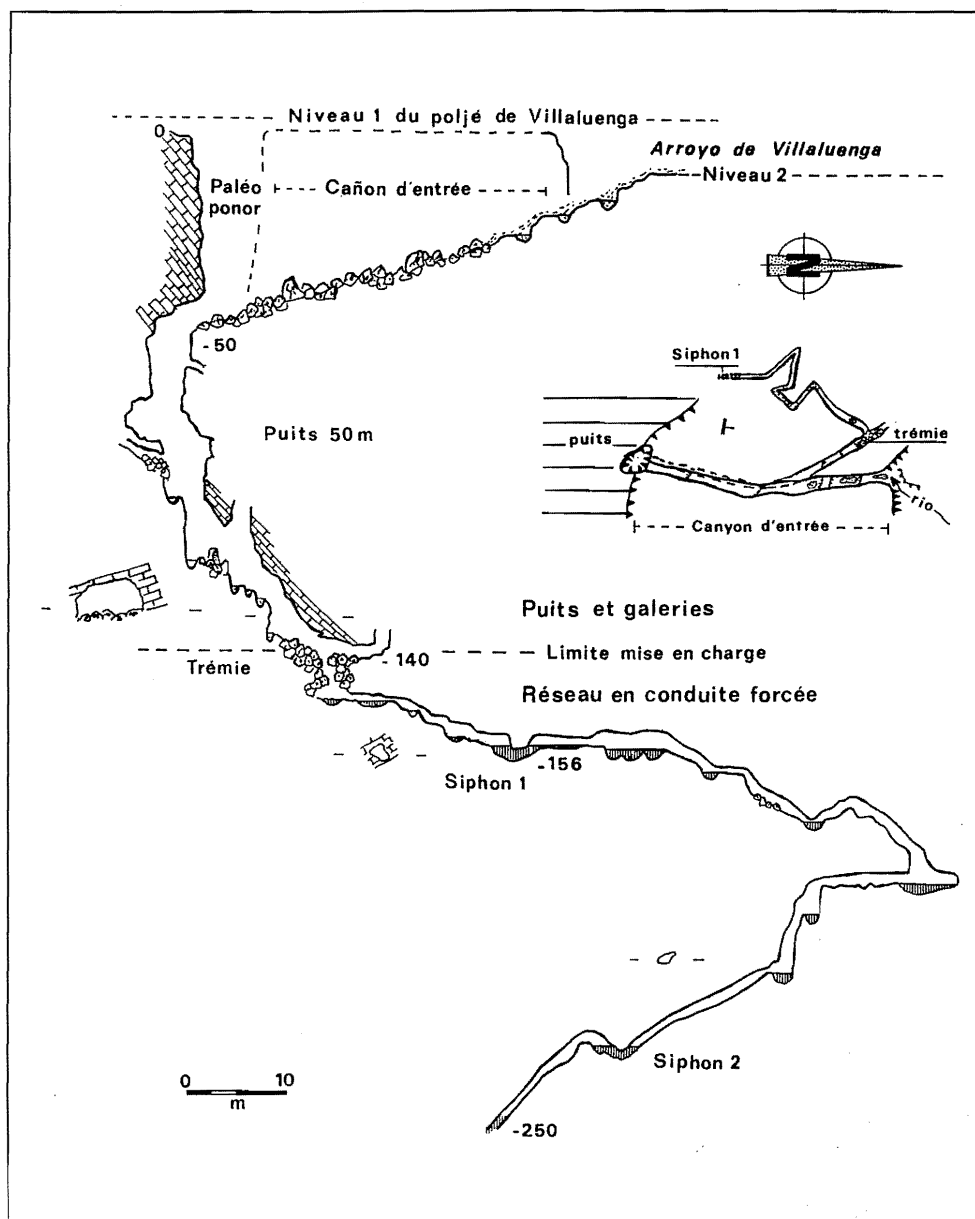 Niveau 1 du poljé de Villaluenga
0
Arroyo de Villaluenga
Niveau 2
Paléo
ponor
Cañon d'entrée
N
- 50
Siphon 1
Puits 50 m
puits
trémie
rio
Canyon d'entrée
Puits et galeries
Trémie
- 140
Limite mise en charge
Réseau en conduite forcée
-156
Siphon 1
Siphon 2
0 10
m
-250